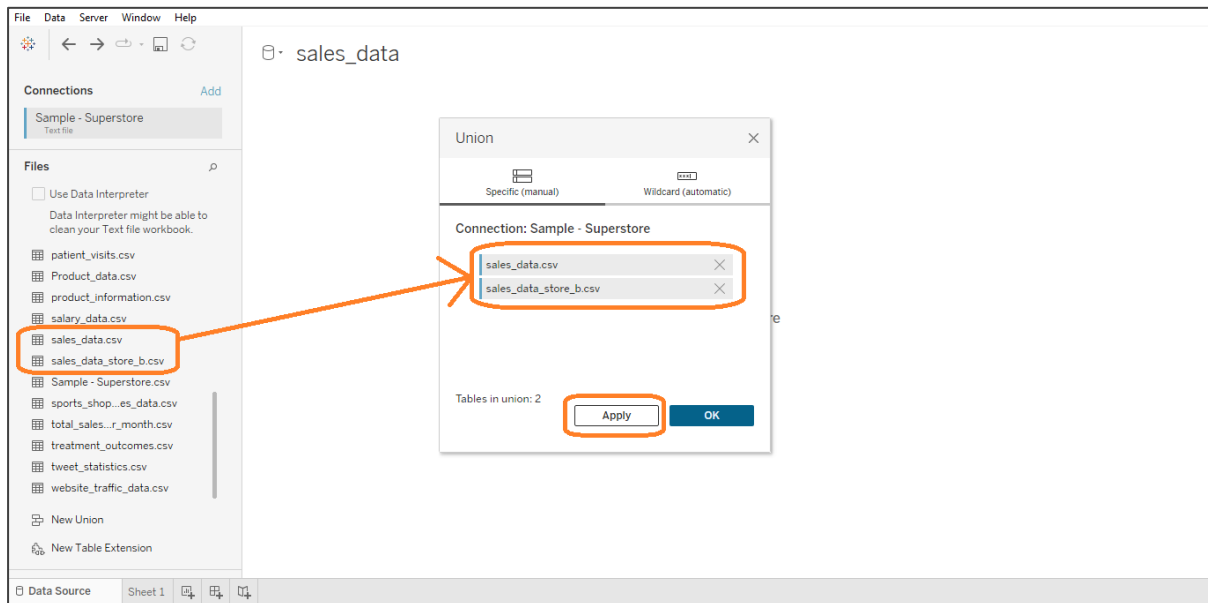 File Data Server Window Help
sales_data
Connections Add
Sample - Superstore
Text file
Files
Use Data Interpreter
Data Interpreter might be able to
clean your Text file workbook.
patient_visits.csv
Product_data.csv
product_information.csv
salary_data.csv
sales_data.csv
sales_data_store_b.csv
Sample - Superstore.csv
sports_shop...es_data.csv
total_sales...r_month.csv
treatment_outcomes.csv
tweet_statistics.csv
website_traffic_data.csv
New Union
New Table Extension
Union
Specific (manual)
Wildcard (automatic)
Connection: Sample - Superstore
sales_data.csv
sales_data_store_b.csv
re
Tables in union: 2
Apply
OK
Data Source
Sheet 1